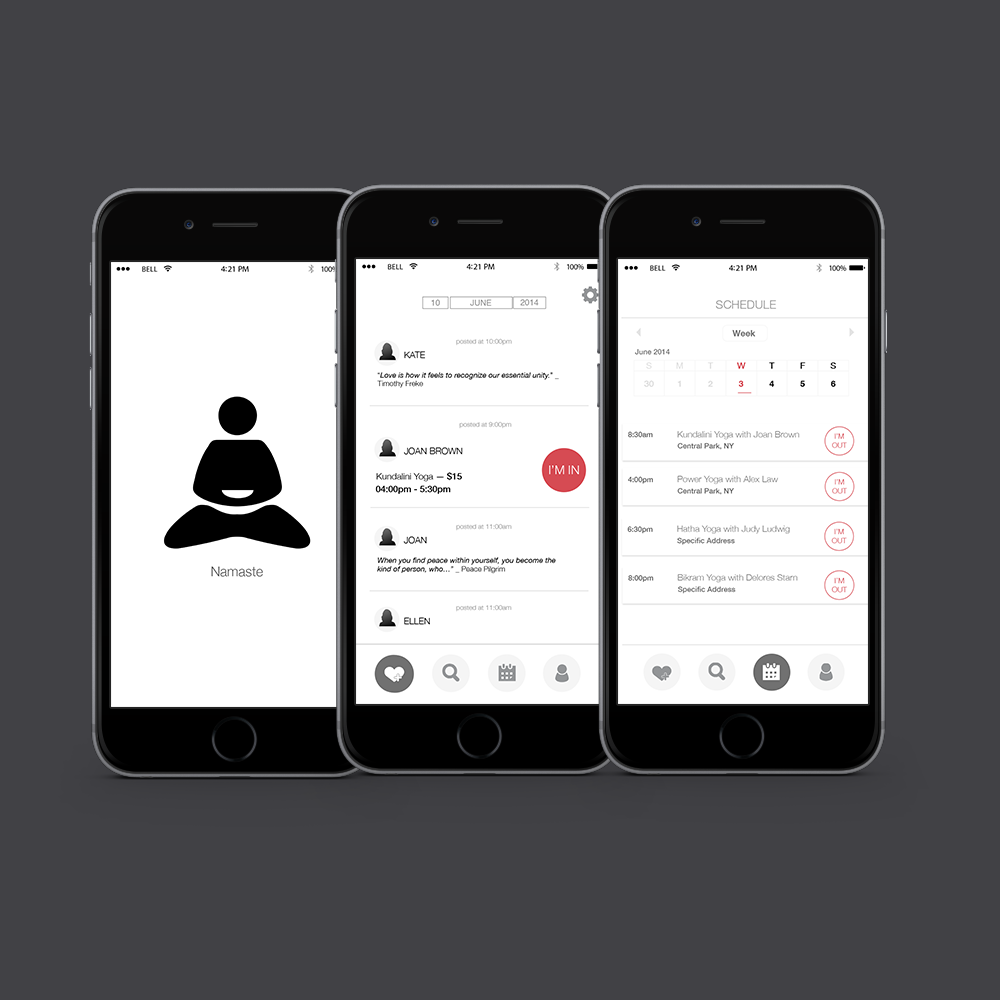 BELL 4:21 PM 100%
Namaste
BELL 4:21 PM 100%
10 JUNE 2014
posted at 10:00pm
KATE
"Love is how it feels to recognize our essential unity." _
Timothy Freke
posted at 9:00pm
JOAN BROWN
Kundalini Yoga — $15
04:00pm - 5:30pm
I'M IN
posted at 11:00am
JOAN
When you find peace within yourself, you become the
kind of person, who…" _ Peace Pilgrim
posted at 11:00am
ELLEN
BELL 4:21 PM 100%
SCHEDULE
Week
June 2014
S M T W T F S
30 1 2 3 4 5 6
8:30am Kundalini Yoga with Joan Brown
Central Park, NY
I'M
OUT
4:00pm Power Yoga with Alex Law
Central Park, NY
I'M
OUT
6:30pm Hatha Yoga with Judy Ludwig
Specific Address
I'M
OUT
8:00pm Bikram Yoga with Dolores Starn
Specific Address
I'M
OUT